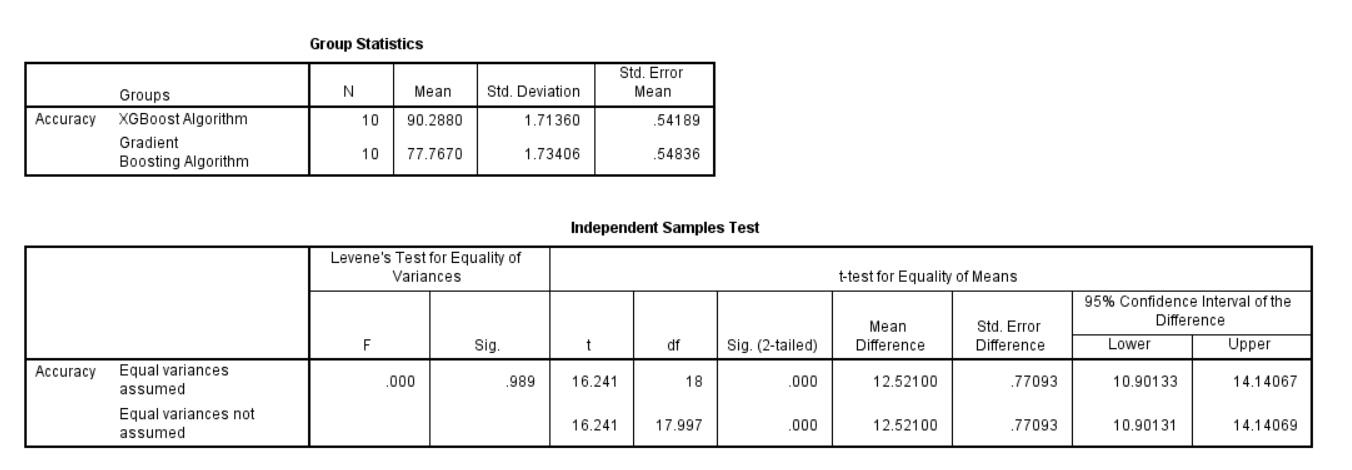 Group Statistics
Groups N Mean Std. Deviation Std. Error Mean
Accuracy XGBoost Algorithm 10 90.2880 1.71360 .54189
Gradient Boosting Algorithm 10 77.7670 1.73406 .54836
Independent Samples Test
Levene's Test for Equality of Variances t-test for Equality of Means
95% Confidence Interval of the Difference
F Sig. t df Sig. (2-tailed) Mean Difference Std. Error Difference Lower Upper
Accuracy Equal variances assumed .000 .989 16.241 18 .000 12.52100 .77093 10.90133 14.14067
Equal variances not assumed 16.241 17.997 .000 12.52100 .77093 10.90131 14.14069